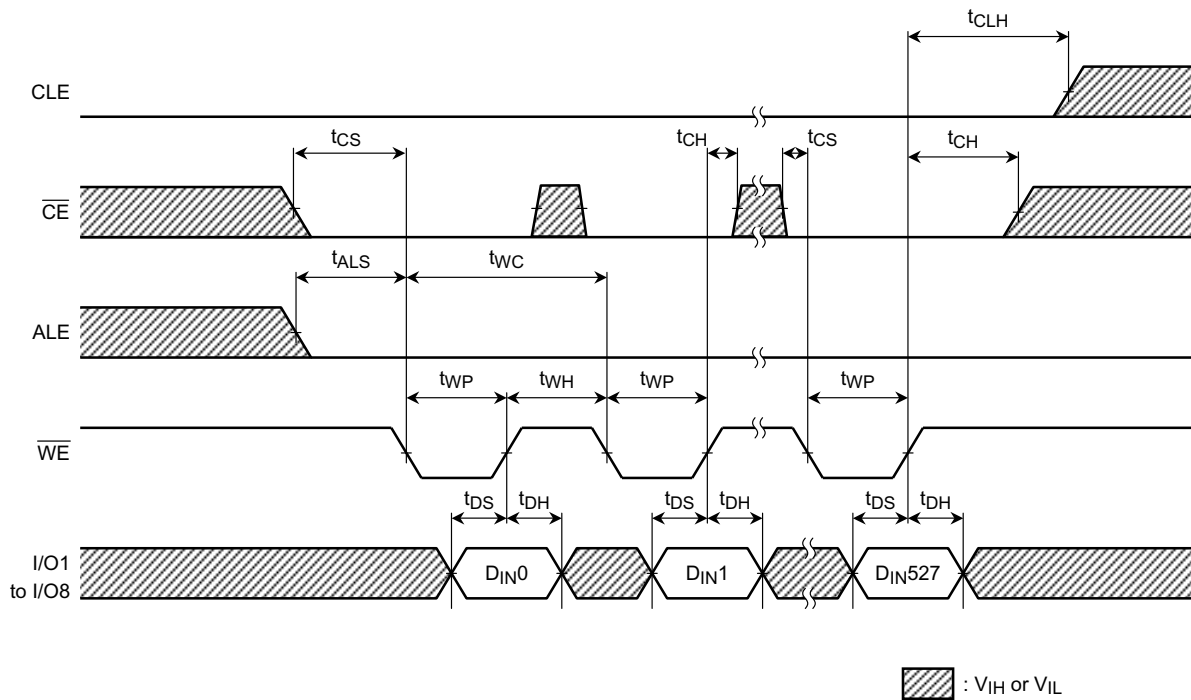 tCLH
CLE
tCS tCH tCS tCH
CE
tALS tWC
ALE
tWP tWH tWP tWP
WE
tDS tDH tDS tDH tDS tDH
I/O1
to I/O8
DIN0 DIN1 DIN527
: VIH or VIL